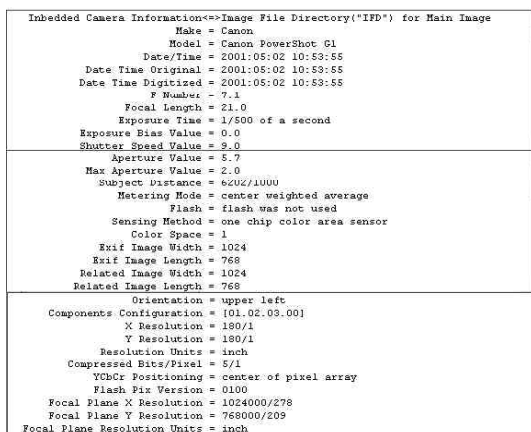 Inbedded Camera Information<=>Image File Directory("IFD") for Main Image
Make = Canon
Model = Canon PowerShot G1
Date/Time = 2001:05:02 10:53:55
Date Time Original = 2001:05:02 10:53:55
Date Time Digitized = 2001:05:02 10:53:55
F Number = 7.1
Focal Length = 21.0
Exposure Time = 1/500 of a second
Exposure Bias Value = 0.0
Shutter Speed Value = 9.0
Aperture Value = 5.7
Max Aperture Value = 2.0
Subject Distance = 6202/1000
Metering Mode = center weighted average
Flash = flash was not used
Sensing Method = one chip color area sensor
Color Space = 1
Exif Image Width = 1024
Exif Image Length = 768
Related Image Width = 1024
Related Image Length = 768
Orientation = upper left
Components Configuration = [01.02.03.00]
X Resolution = 180/1
Y Resolution = 180/1
Resolution Units = inch
Compressed Bits/Pixel = 5/1
YCbCr Positioning = center of pixel array
Flash Pix Version = 0100
Focal Plane X Resolution = 1024000/278
Focal Plane Y Resolution = 768000/209
Focal Plane Resolution Units = inch